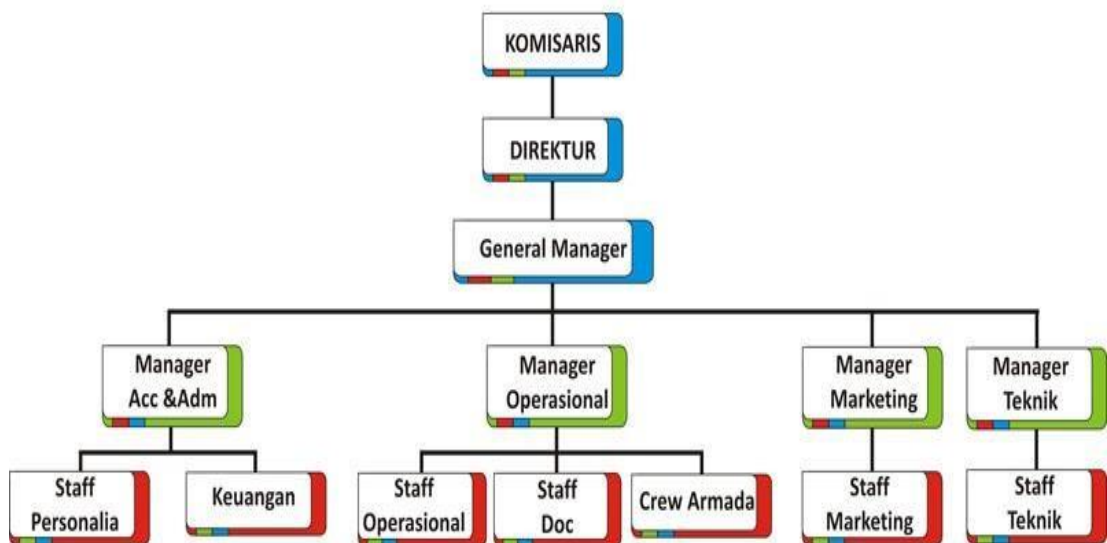 KOMISARIS
DIREKTUR
General Manager
Manager
Acc &Adm
Manager
Operasional
Manager
Marketing
Manager
Teknik
Staff
Personalia
Keuangan
Staff
Operasional
Staff
Doc
Crew Armada
Staff
Marketing
Staff
Teknik